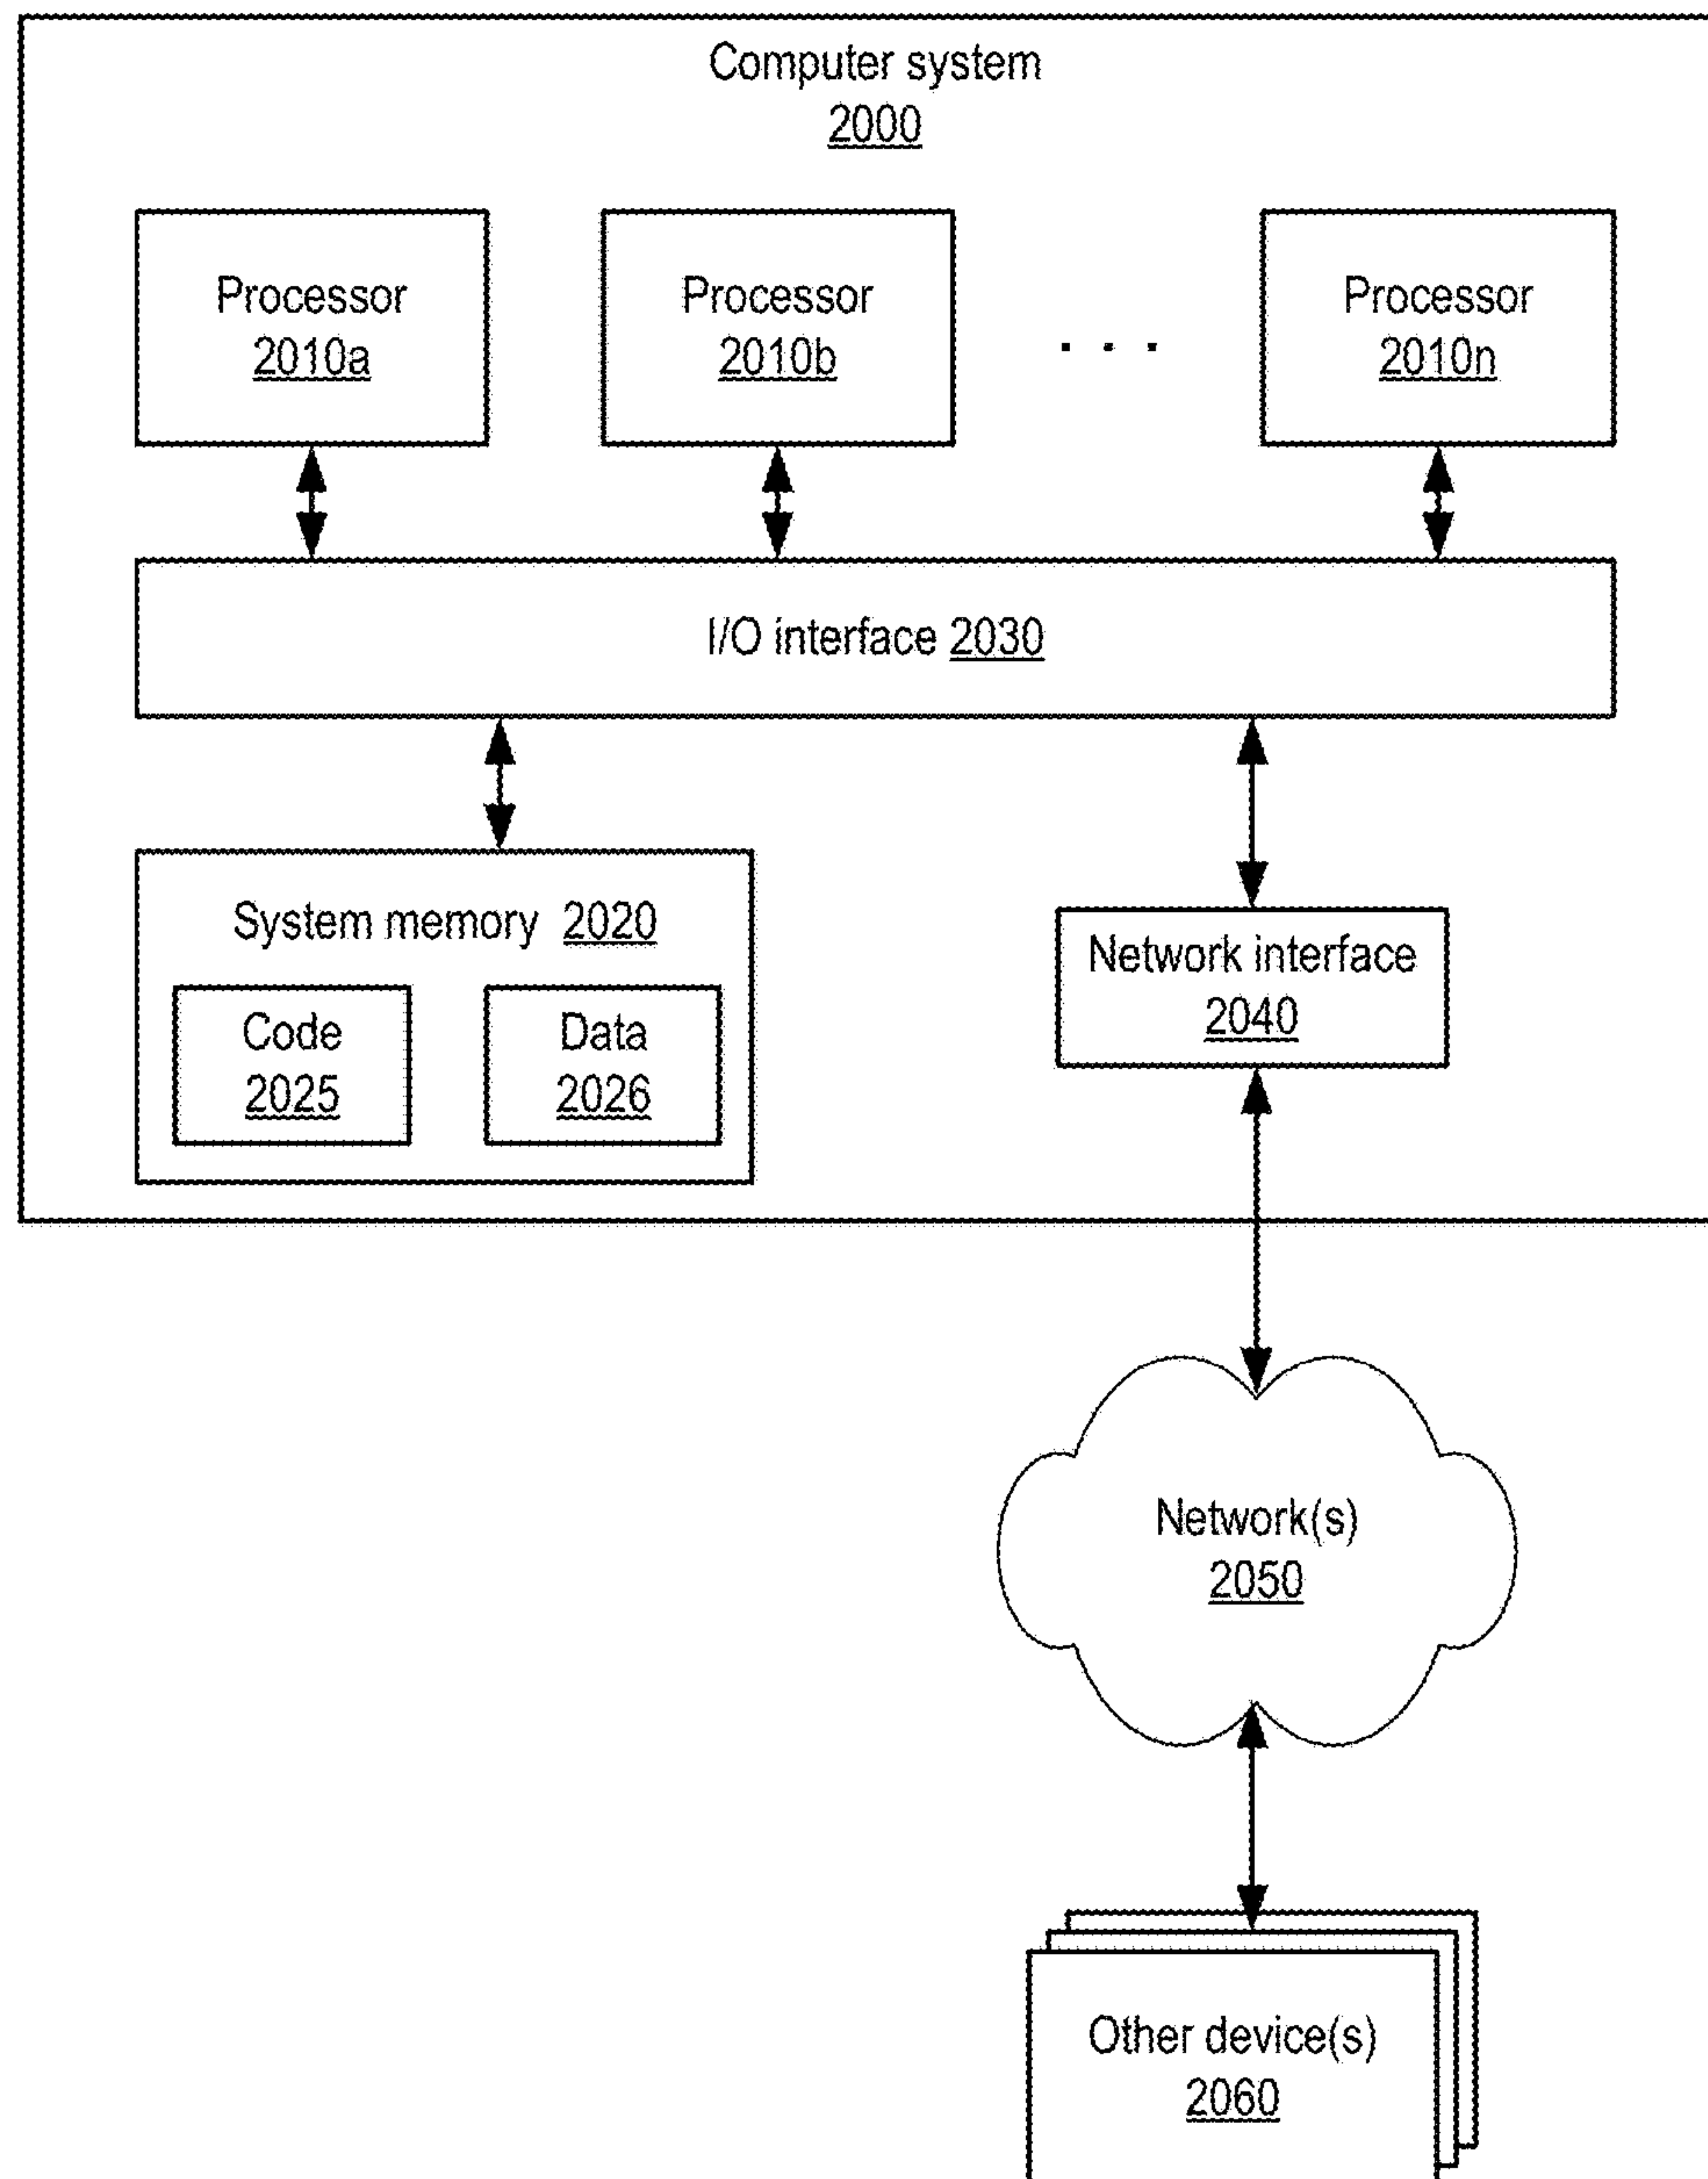 Computer system
2000
Processor
2010a
Processor
2010b
. . .
Processor
2010n
I/O interface 2030
System memory 2020
Code
2025
Data
2026
Network interface
2040
Network(s)
2050
Other device(s)
2060